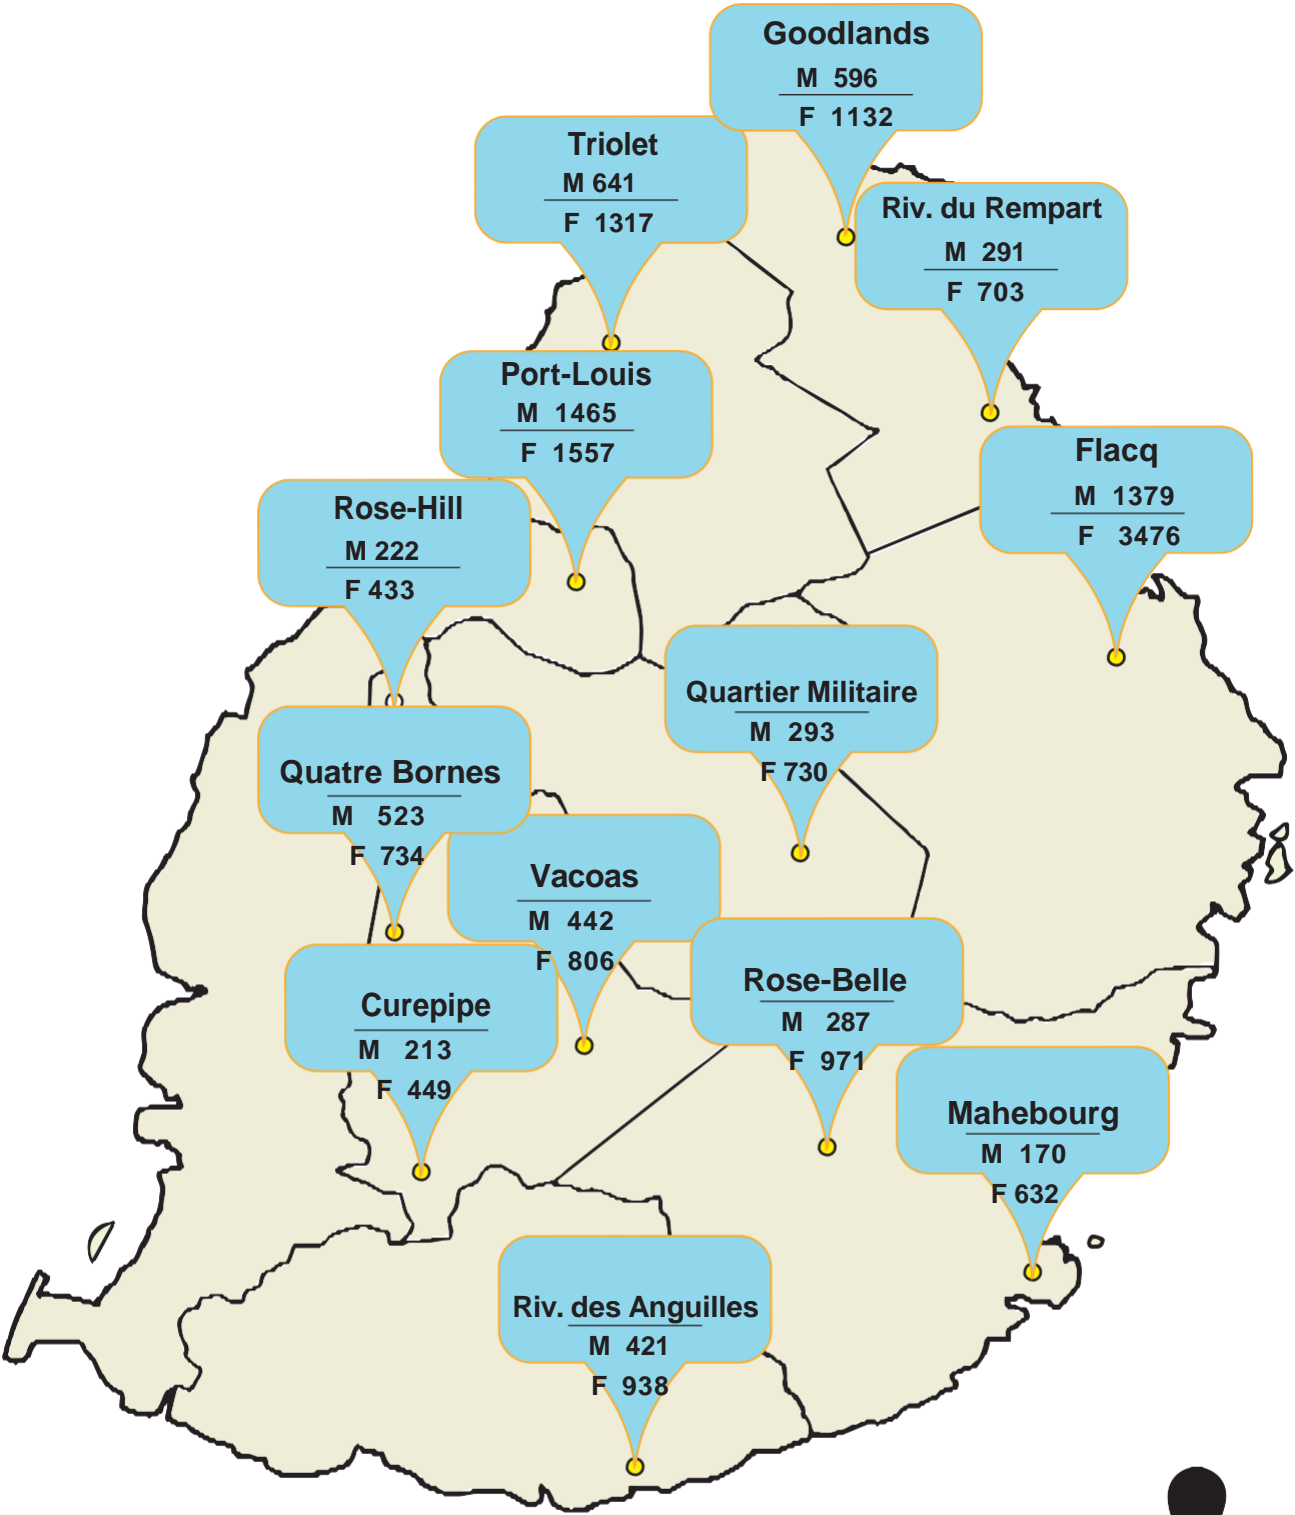 Goodlands
M 596
F 1132
Triolet
M 641
F 1317
Riv. du Rempart
M 291
F 703
Port-Louis
M 1465
F 1557
Flacq
M 1379
F 3476
Rose-Hill
M 222
F 433
Quartier Militaire
M 293
F 730
Quatre Bornes
M 523
F 734
Vacoas
M 442
F 806
Rose-Belle
M 287
F 971
Curepipe
M 213
F 449
Mahebourg
M 170
F 632
Riv. des Anguilles
M 421
F 938